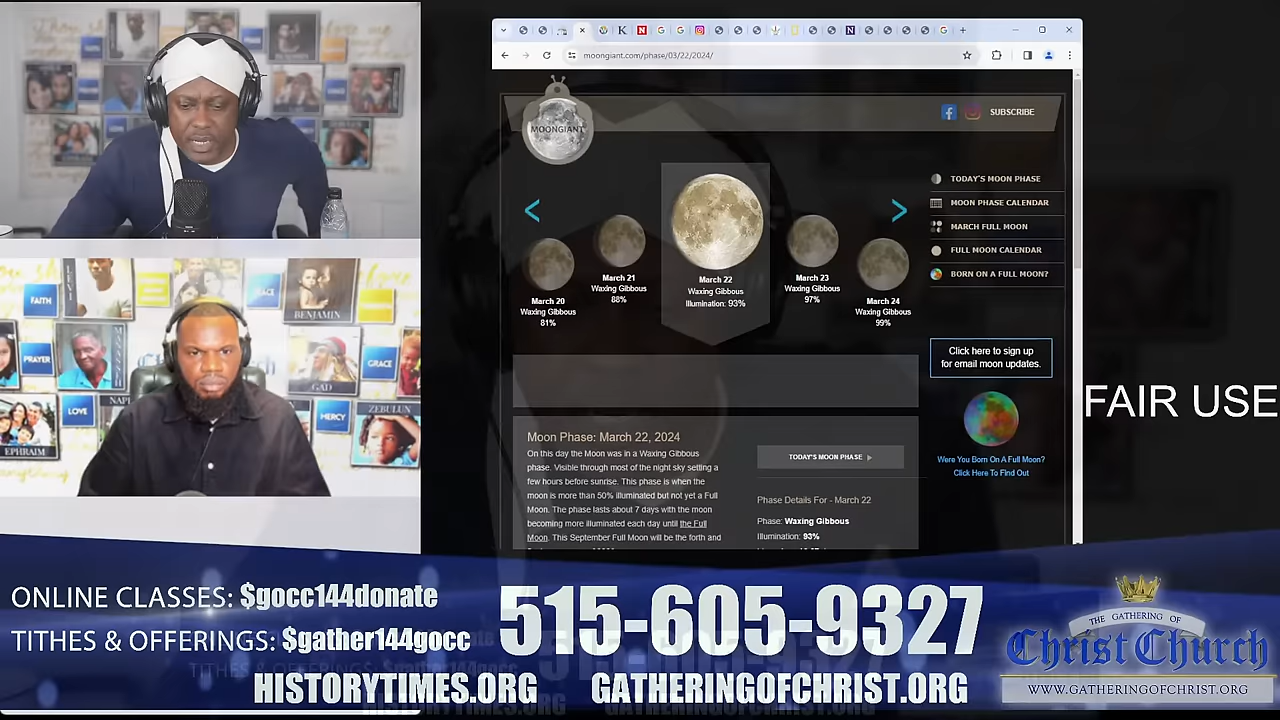 moongiant.com/phase/03/22/2024/
MOONGIANT
SUBSCRIBE
TODAY'S MOON PHASE
MOON PHASE CALENDAR
MARCH FULL MOON
FULL MOON CALENDAR
BORN ON A FULL MOON?
March 20
Waxing Gibbous
81%
March 21
Waxing Gibbous
88%
March 22
Waxing Gibbous
Illumination: 93%
March 23
Waxing Gibbous
97%
March 24
Waxing Gibbous
99%
Click here to sign up
for email moon updates.
Were You Born On A Full Moon?
Click Here To Find Out
Moon Phase: March 22, 2024
On this day the Moon was in a Waxing Gibbous
phase. Visible through most of the night sky setting a
few hours before sunrise. This phase is when the
moon is more than 50% illuminated but not yet a Full
Moon. The phase lasts about 7 days with the moon
becoming more illuminated each day until the Full
Moon. This September Full Moon will be the forth and
TODAY'S MOON PHASE
Phase Details For - March 22
Phase: Waxing Gibbous
Illumination: 93%
FAIR USE
LEVI
FAITH
GRACE
BENJAMIN
PRAYER
MANASSEH
GAD
GRACE
LOVE
NAPH
MERCY
ZEBULUN
EPHRAIM
ONLINE CLASSES: $gocc144donate
TITHES & OFFERINGS: $gather144gocc
515-605-9327
HISTORYTIMES.ORG
GATHERINGOFCHRIST.ORG
THE GATHERING OF
Christ Church
WWW.GATHERINGOFCHRIST.ORG